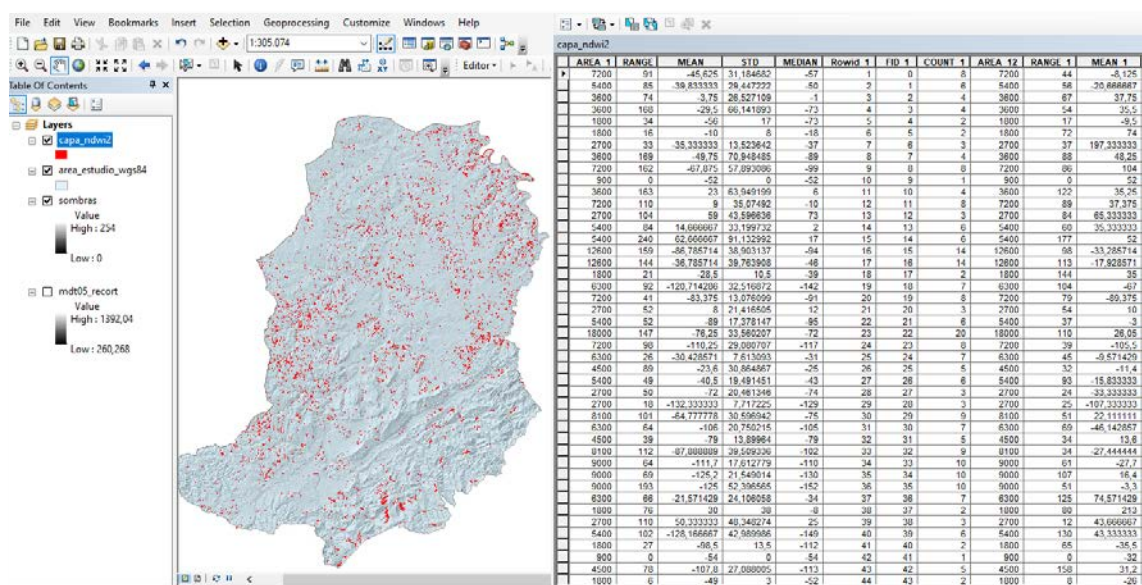 File Edit View Bookmarks Insert Selection Geoprocessing Customize Windows Help
1:305.074
Editor
Table Of Contents
Layers
capa_ndwi2
area_estudio_wgs84
sombras
Value
High : 254
Low : 0
mdt05_recort
Value
High : 1392,04
Low : 260,268
capa_ndwi
AREA_1 RANGE MEAN STD MEDIAN Rowid_1 FID_1 COUNT_1 AREA_12 RANGE_1 MEAN_1
7200 91 -45,625 31,184682 -57 1 0 8 7200 44 -8,125
5400 85 -39,833333 29,447222 -50 2 1 6 5400 56 -20,666667
3600 74 -3,75 26,527109 -1 3 2 4 3600 67 37,75
3600 168 -29,5 66,141893 -73 4 3 4 3600 54 35,5
1800 34 -56 17 -73 5 4 2 1800 17 -9,5
1800 16 -10 8 -18 6 5 2 1800 72 74
2700 33 -35,333333 13,523642 -37 7 6 3 2700 37 197,333333
3600 169 -49,75 70,948485 -89 8 7 4 3600 88 48,25
7200 162 -67,875 57,893086 -99 9 8 8 7200 86 104
900 0 -52 0 -52 10 9 1 900 0 52
3600 163 23 63,949199 6 11 10 4 3600 122 35,25
7200 110 9 35,07492 -10 12 11 8 7200 89 37,375
2700 104 59 43,596636 73 13 12 3 2700 84 65,333333
5400 84 14,666667 33,199732 2 14 13 6 5400 60 35,333333
5400 240 62,666667 91,132992 17 15 14 6 5400 177 52
12600 159 -86,785714 38,903137 -94 16 15 14 12600 98 -33,285714
12600 144 -36,785714 39,763908 -46 17 16 14 12600 113 -17,928571
1800 21 -28,5 10,5 -39 18 17 2 1800 144 35
6300 92 -120,714286 32,516872 -142 19 18 7 6300 104 -67
7200 41 -83,375 13,076099 -91 20 19 8 7200 79 -89,375
2700 52 8 21,416505 12 21 20 3 2700 54 10
5400 52 -89 17,378147 -95 22 21 6 5400 37 -3
18000 147 -76,25 33,560207 -72 23 22 20 18000 110 26,05
7200 98 -110,25 29,080707 -117 24 23 8 7200 39 -105,5
6300 26 -30,428571 7,613093 -31 25 24 7 6300 45 -9,571429
4500 89 -23,6 30,864867 -25 26 25 5 4500 32 -11,4
5400 49 -40,5 19,491451 -43 27 26 6 5400 93 -15,833333
2700 50 -72 20,461346 -74 28 27 3 2700 24 -33,333333
2700 18 -132,333333 7,717225 -129 29 28 3 2700 25 -107,333333
8100 101 -64,777778 30,596942 -75 30 29 9 8100 51 22,111111
6300 64 -106 20,750215 -105 31 30 7 6300 69 -46,142857
4500 39 -79 13,89964 -79 32 31 5 4500 34 13,6
8100 112 -87,888889 39,509336 -102 33 32 9 8100 34 -27,444444
9000 64 -111,7 17,612779 -110 34 33 10 9000 61 -27,7
9000 69 -125,2 21,549014 -130 35 34 10 9000 107 16,4
9000 193 -125 52,396565 -152 36 35 10 9000 51 -3,3
6300 66 -21,571429 24,106058 -34 37 36 7 6300 125 74,571429
1800 76 30 38 -8 38 37 2 1800 80 213
2700 110 50,333333 48,348274 25 39 38 3 2700 12 43,666667
5400 102 -128,166667 42,989986 -149 40 39 6 5400 130 43,333333
1800 27 -98,5 13,5 -112 41 40 2 1800 65 -35,5
900 0 -54 0 -54 42 41 1 900 0 -32
4500 78 -107,8 27,088005 -113 43 42 5 4500 158 31,2
1800 6 -49 3 -52 44 43 2 1800